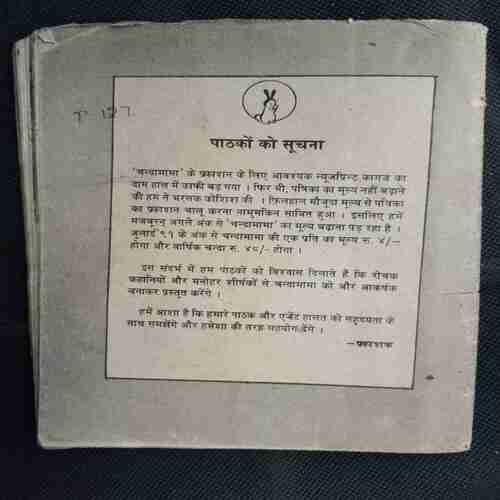 T-127
पाठकों को सूचना
'चन्दामामा' के प्रकाशन के लिए आवश्यक न्यूज़प्रिन्ट कागज का
दाम हाल में काफी बढ़ गया । फिर भी, पत्रिका का मूल्य नहीं बढ़ाने
की हम ने भरसक कोशिश की । फ़िलहाल मौजूदा मूल्य से पत्रिका
का प्रकाशन चालू करना नामुमकिन साबित हुआ । इसलिए हमें
मजबूरन् अगले अंक से 'चन्दामामा' का मूल्य बढ़ाना पड़ रहा है ।
जुलाई '९१ के अंक से चन्दामामा की एक प्रति का मूल्य रु. ४/—
होगा और वार्षिक चन्दा रु. ४८/— होगा ।
इस संदर्भ में हम पाठकों को विश्वास दिलाते हैं कि रोचक
कहानियों और मनोहर शीर्षकों से चन्दामामा को और आकर्षक
बनाकर प्रस्तुत करेंगे ।
हमें आशा है कि हमारे पाठक और एजेंट हालत को सहृदयता के
साथ समझेंगे और हमेशा की तरह सहयोग देंगे ।
—प्रकाशक